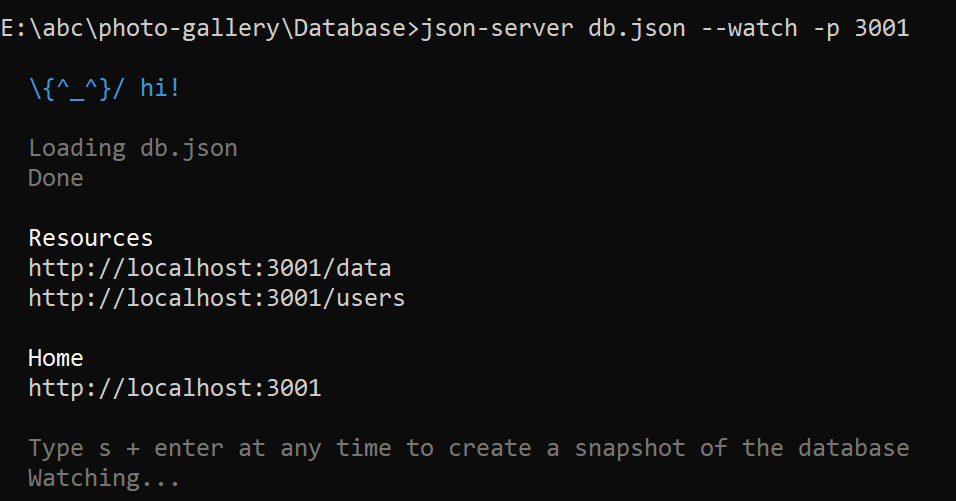 E:\abc\photo-gallery\Database>json-server db.json --watch -p 3001
\{^_^}/ hi!
Loading db.json
Done
Resources
http://localhost:3001/data
http://localhost:3001/users
Home
http://localhost:3001
Type s + enter at any time to create a snapshot of the database
Watching...